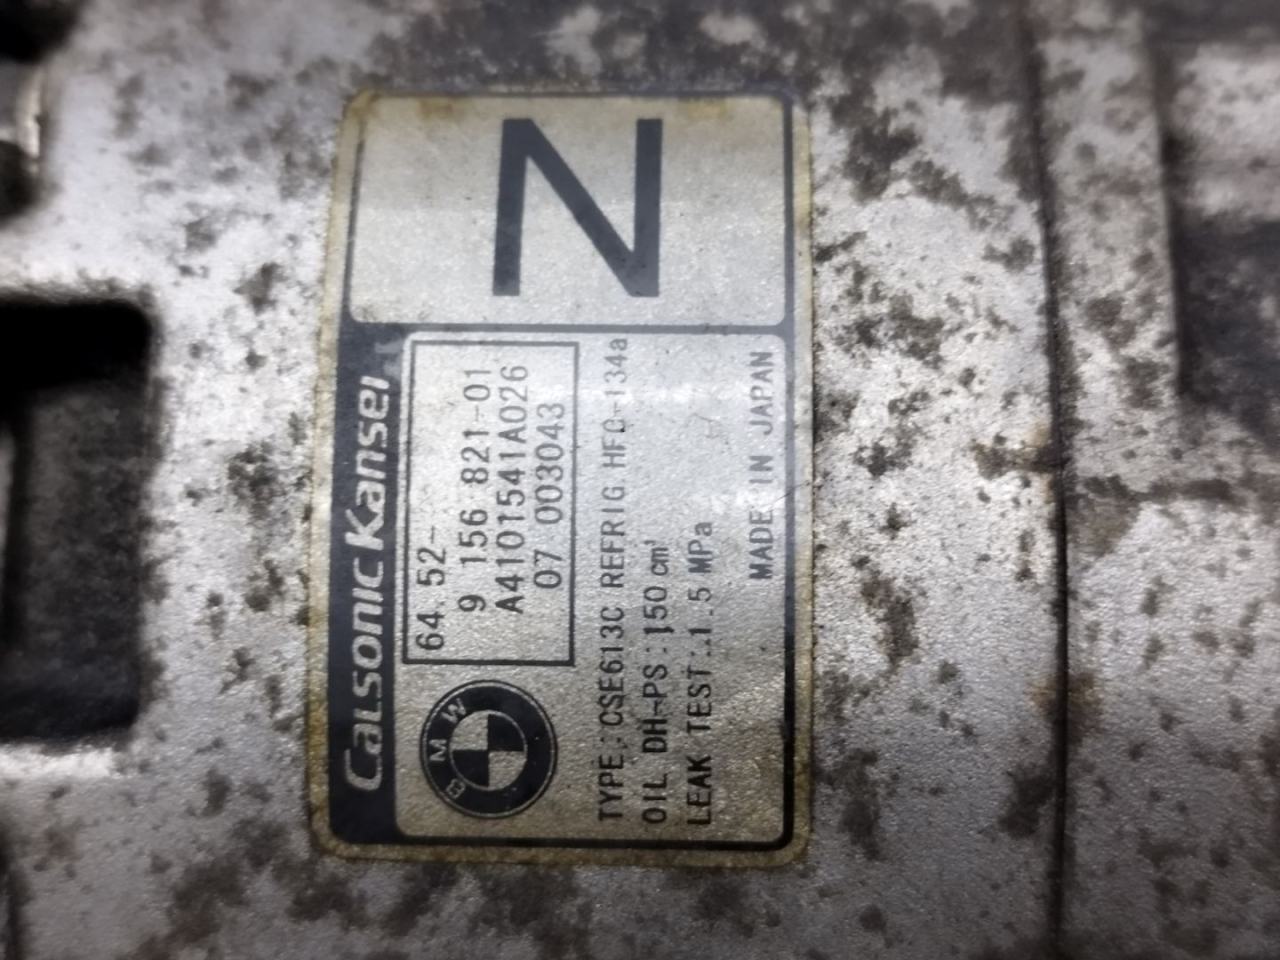 Calsonic Kansei
N
BMW
64.52-
9 156 821-01
A4101541A026
07 003043
TYPE:CSE613C REFRIG HFC-134a
OIL DH-PS:150 cm³
LEAK TEST:1.5 MPa
MADE IN JAPAN